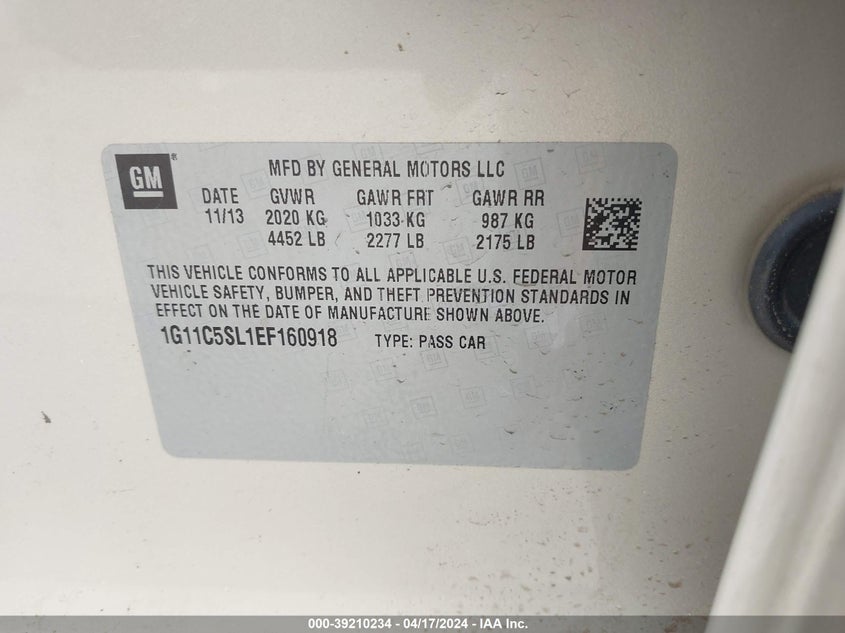 GM ®
MFD BY GENERAL MOTORS LLC
DATE GVWR GAWR FRT GAWR RR
11/13 2020 KG 1033 KG 987 KG
4452 LB 2277 LB 2175 LB
THIS VEHICLE CONFORMS TO ALL APPLICABLE U.S. FEDERAL MOTOR
VEHICLE SAFETY, BUMPER, AND THEFT PREVENTION STANDARDS IN
EFFECT ON THE DATE OF MANUFACTURE SHOWN ABOVE.
1G11C5SL1EF160918 TYPE: PASS CAR
000-39210234 - 04/17/2024 - IAA Inc.